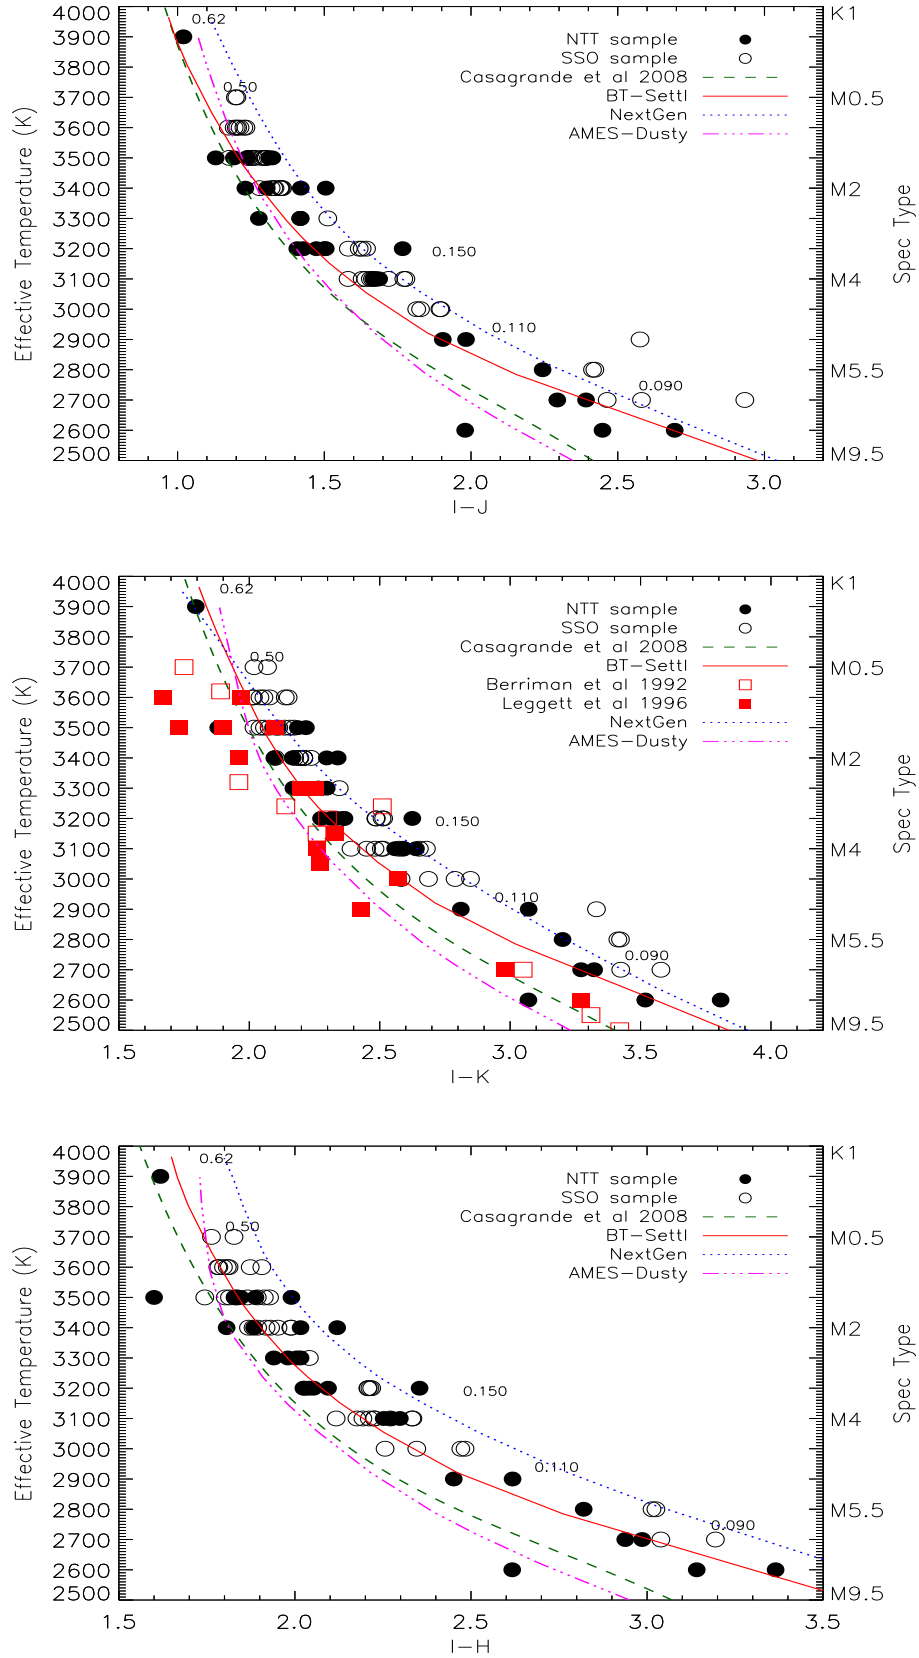 0.62
K1
3900
NTT sample
3800
SSO sample
0.50
Casagrande et al 2008
3700
BT-Settl
M0.5
3600
NextGen
3500
AMES-Dusty
3400
M2
3300
3200
0.150
3100
M4
3000
2900
0.110
2800
M5.5
2700
0.090
2600
2500
M9.5
Effective Temperature (K)
Spec Type
1.0 1.5 2.0 2.5 3.0
I-J
4000
K1
0.62
3900
NTT sample
3800
SSO sample
Casagrande et al 2008
3700
0.50
BT-Settl
M0.5
Berriman et al 1992
3600
Leggett et al 1996
3500
NextGen
3400
AMES-Dusty
M2
3300
3200
0.150
3100
M4
3000
2900
0.110
2800
M5.5
2700
0.090
2600
2500
M9.5
Effective Temperature (K)
Spec Type
1.5 2.0 2.5 3.0 3.5 4.0
I-K
4000
K1
0.62
3900
NTT sample
3800
SSO sample
0.50
Casagrande et al 2008
3700
BT-Settl
M0.5
3600
NextGen
3500
AMES-Dusty
3400
M2
3300
3200
0.150
3100
M4
3000
2900
0.110
2800
M5.5
2700
0.090
2600
2500
M9.5
Effective Temperature (K)
Spec Type
1.5 2.0 2.5 3.0 3.5
I-H